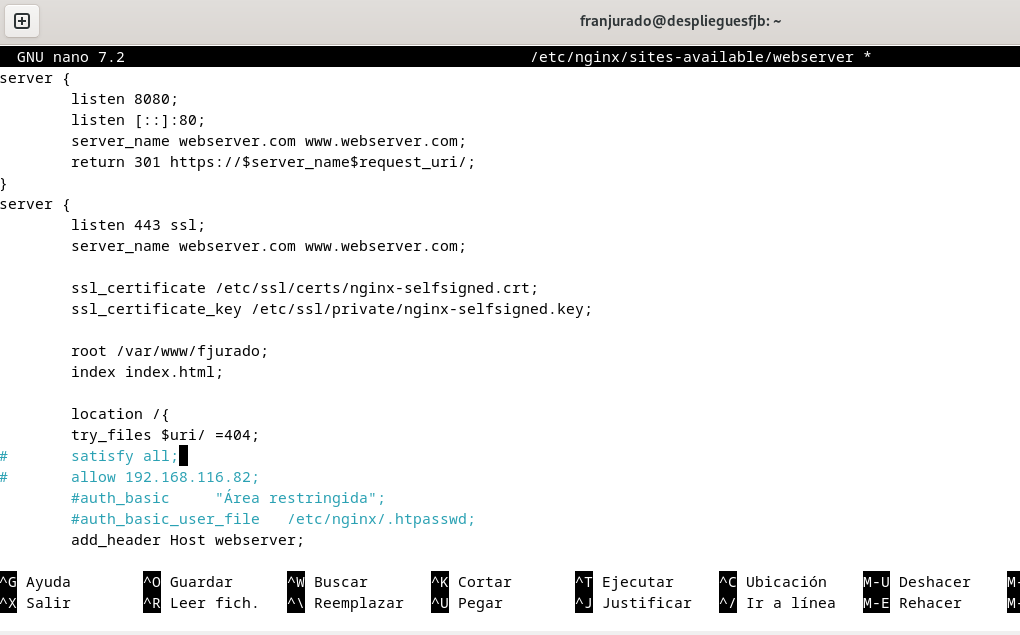 franjurado@desplieguesfjb: ~
GNU nano 7.2 /etc/nginx/sites-available/webserver *
server {
        listen 8080;
        listen [::]:80;
        server_name webserver.com www.webserver.com;
        return 301 https://$server_name$request_uri/;
}
server {
        listen 443 ssl;
        server_name webserver.com www.webserver.com;
        ssl_certificate /etc/ssl/certs/nginx-selfsigned.crt;
        ssl_certificate_key /etc/ssl/private/nginx-selfsigned.key;
        root /var/www/fjurado;
        index index.html;
        location /{
        try_files $uri/ =404;
#       satisfy all;
#       allow 192.168.116.82;
        #auth_basic     "Área restringida";
        #auth_basic_user_file   /etc/nginx/.htpasswd;
        add_header Host webserver;
^G Ayuda ^O Guardar ^W Buscar ^K Cortar ^T Ejecutar ^C Ubicación M-U Deshacer M-
^X Salir ^R Leer fich. ^\ Reemplazar ^U Pegar ^J Justificar ^/ Ir a línea M-E Rehacer M-